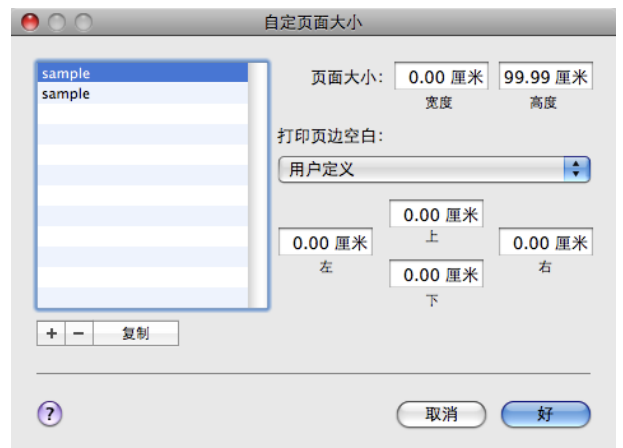 自定页面大小
sample
sample
页面大小: 0.00 厘米 99.99 厘米
宽度 高度
打印页边空白:
用户定义
0.00 厘米
上
0.00 厘米 0.00 厘米
左 右
0.00 厘米
下
+ − 复制
? 取消 好